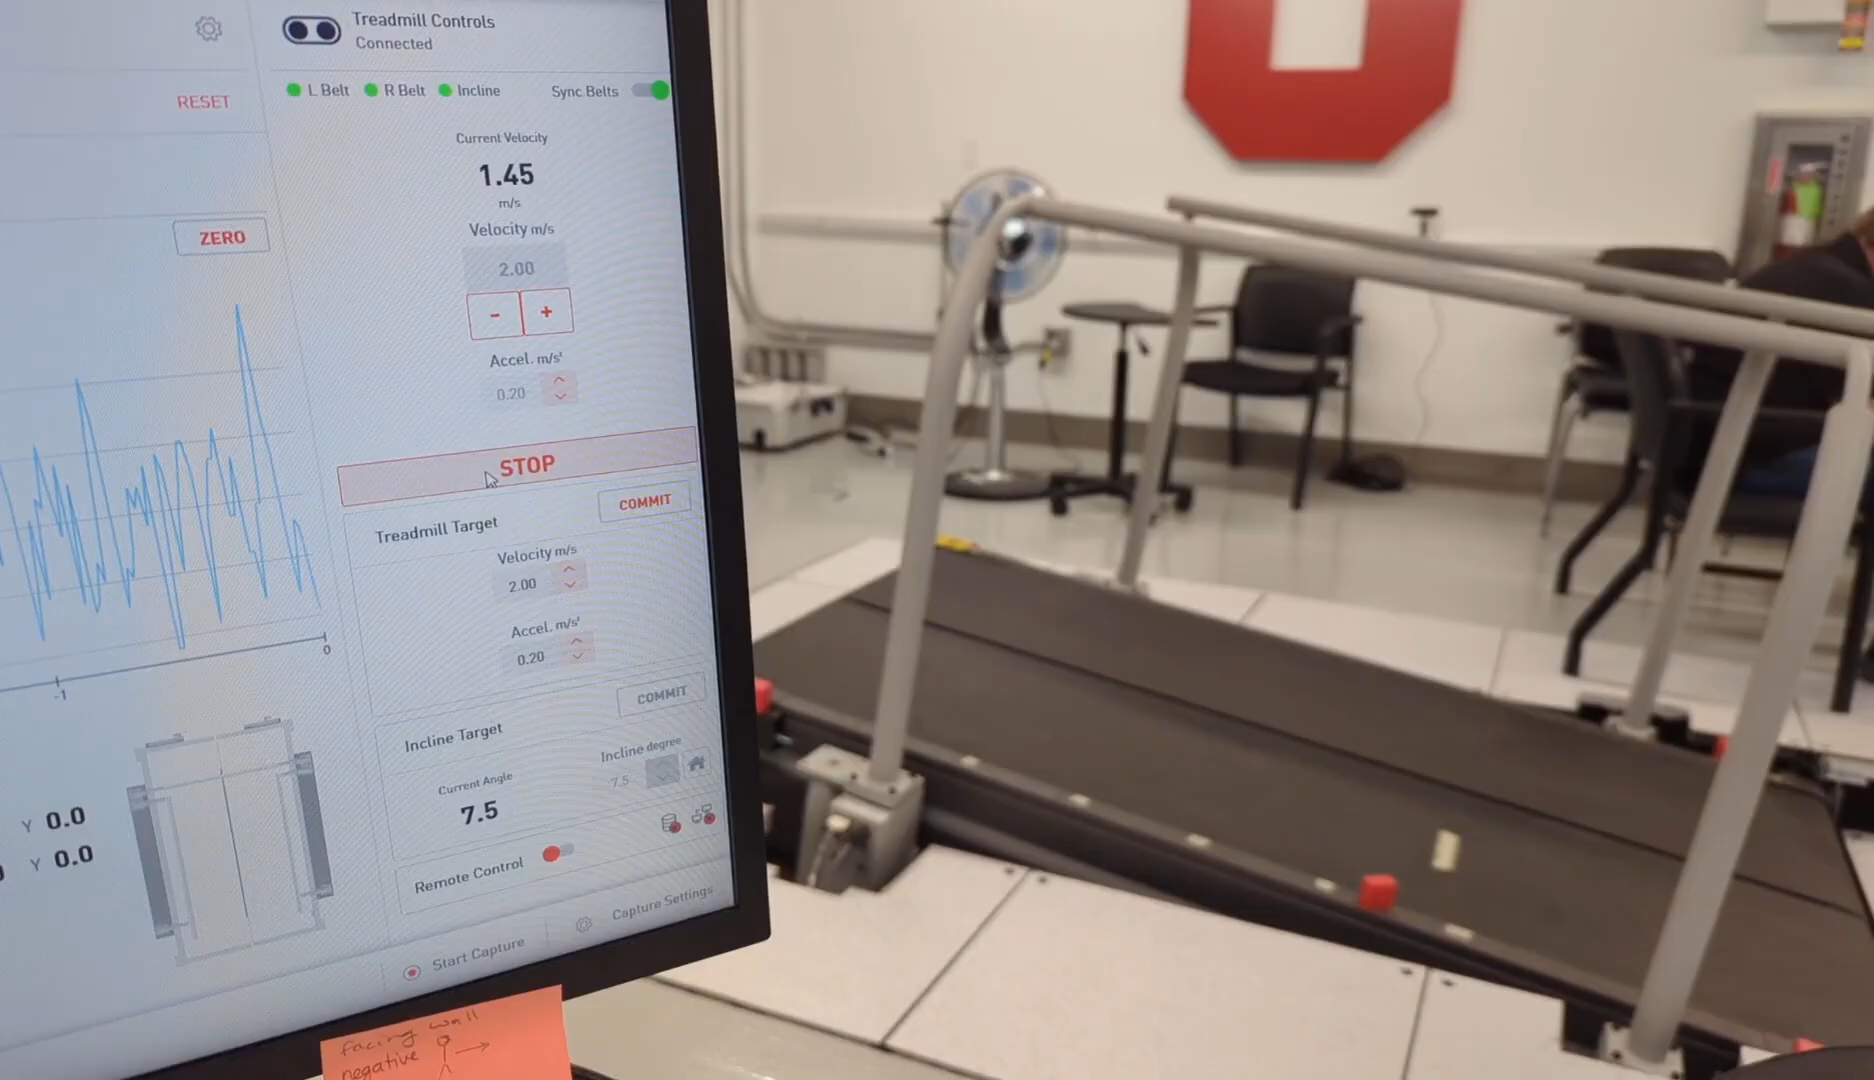 Treadmill Controls
Connected
RESET
L Belt R Belt Incline Sync Belts
Current Velocity
1.45
m/s
ZERO
Velocity m/s
2.00
- +
Accel. m/s²
0.20
STOP
COMMIT
Treadmill Target
Velocity m/s
2.00
Accel. m/s²
0.20
-1
0
COMMIT
Incline Target
Incline degree
Current Angle
7.5
7.5
Y 0.0
Y 0.0
Remote Control
Start Capture
Capture Settings
facing wall
negative